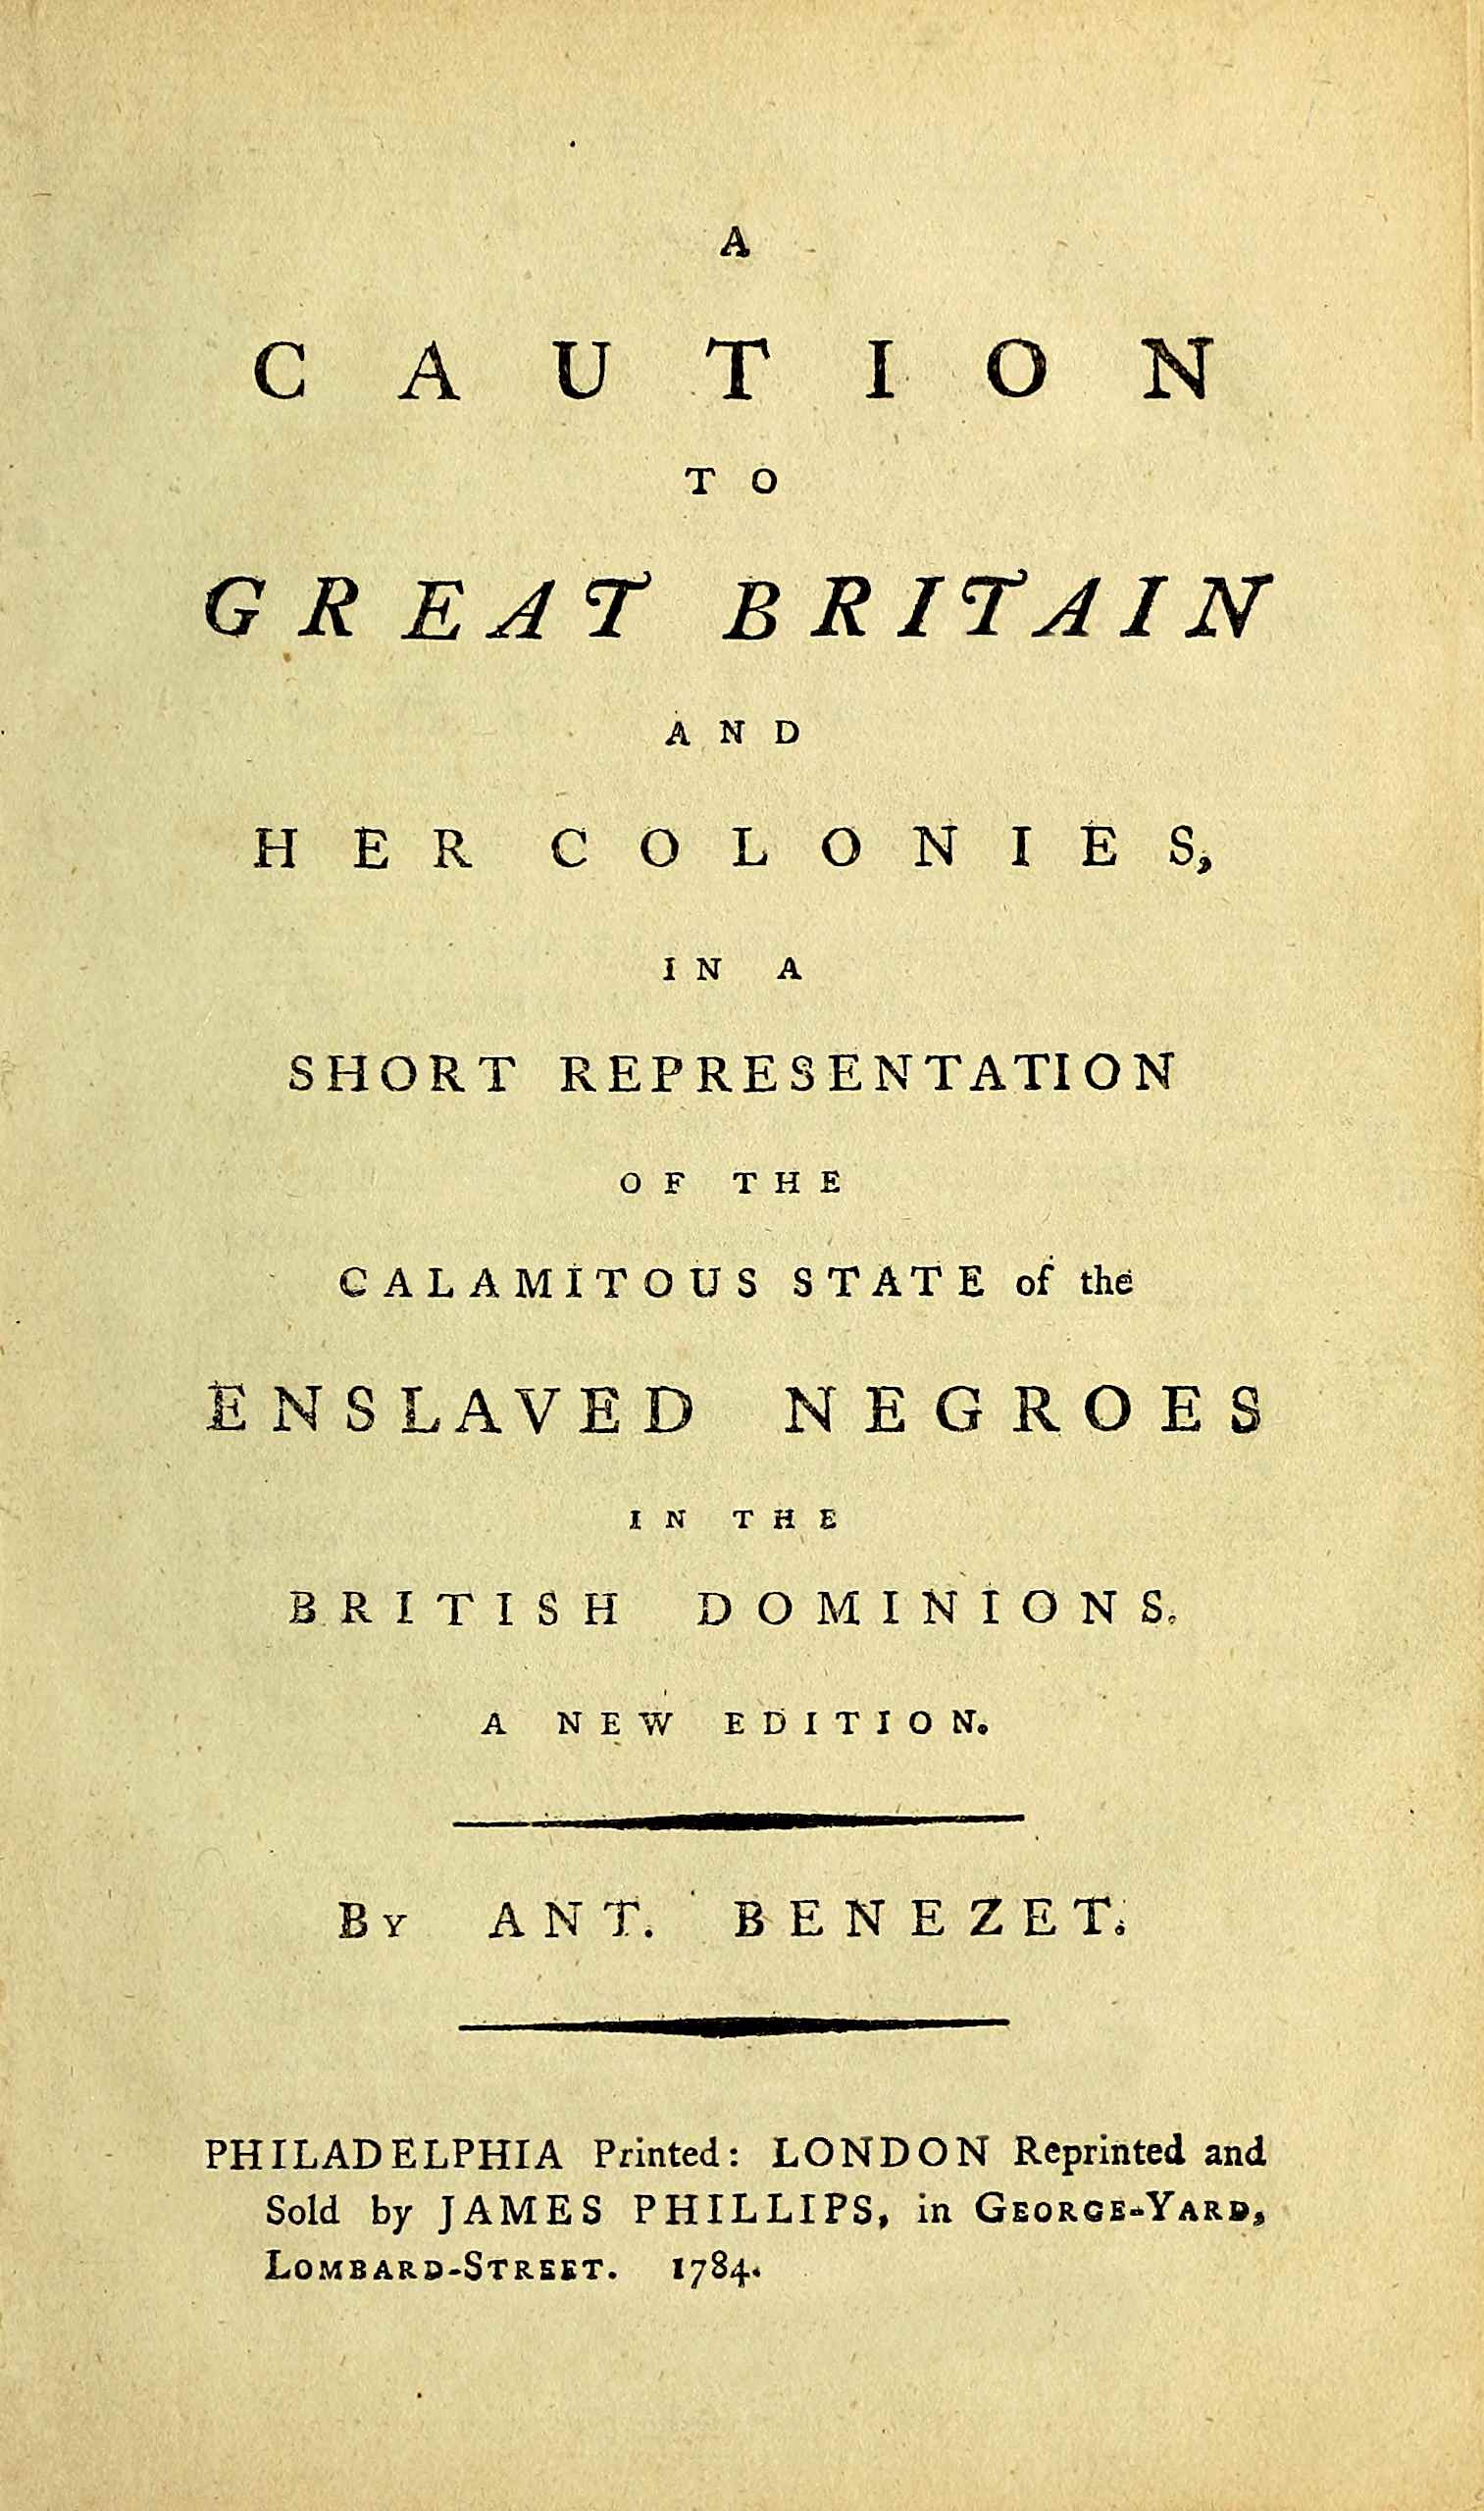 A
CAUTION
TO
GREAT BRITAIN
AND
HER COLONIES,
IN A
SHORT REPRESENTATION
OF THE
CALAMITOUS STATE of the
ENSLAVED NEGROES
IN THE
BRITISH DOMINIONS.
A NEW EDITION.
By ANT. BENEZET.
PHILADELPHIA Printed: LONDON Reprinted and
Sold by JAMES PHILLIPS, in GEORGE-YARD,
LOMBARD-STREET. 1784.